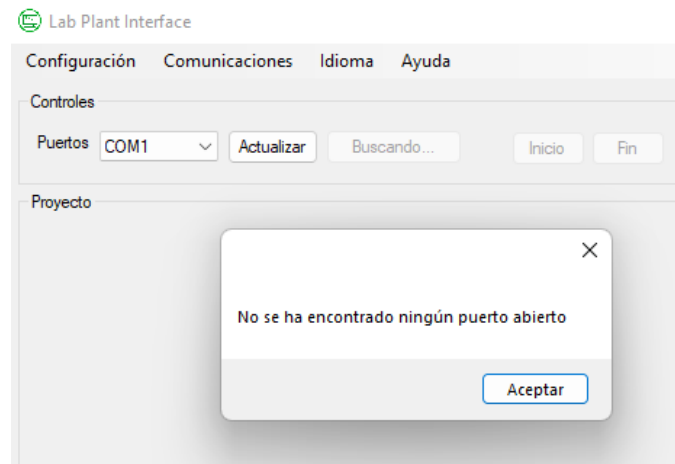 Lab Plant Interface
Configuración Comunicaciones Idioma Ayuda
Controles
Puertos COM1 Actualizar Buscando... Inicio Fin
Proyecto
No se ha encontrado ningún puerto abierto
Aceptar